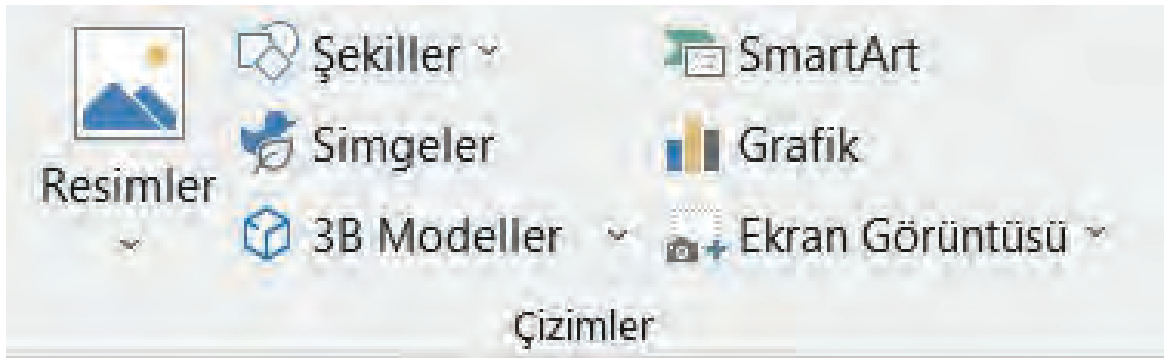 Resimler
Şekiller
Simgeler
3B Modeller
SmartArt
Grafik
Ekran Görüntüsü
Çizimler